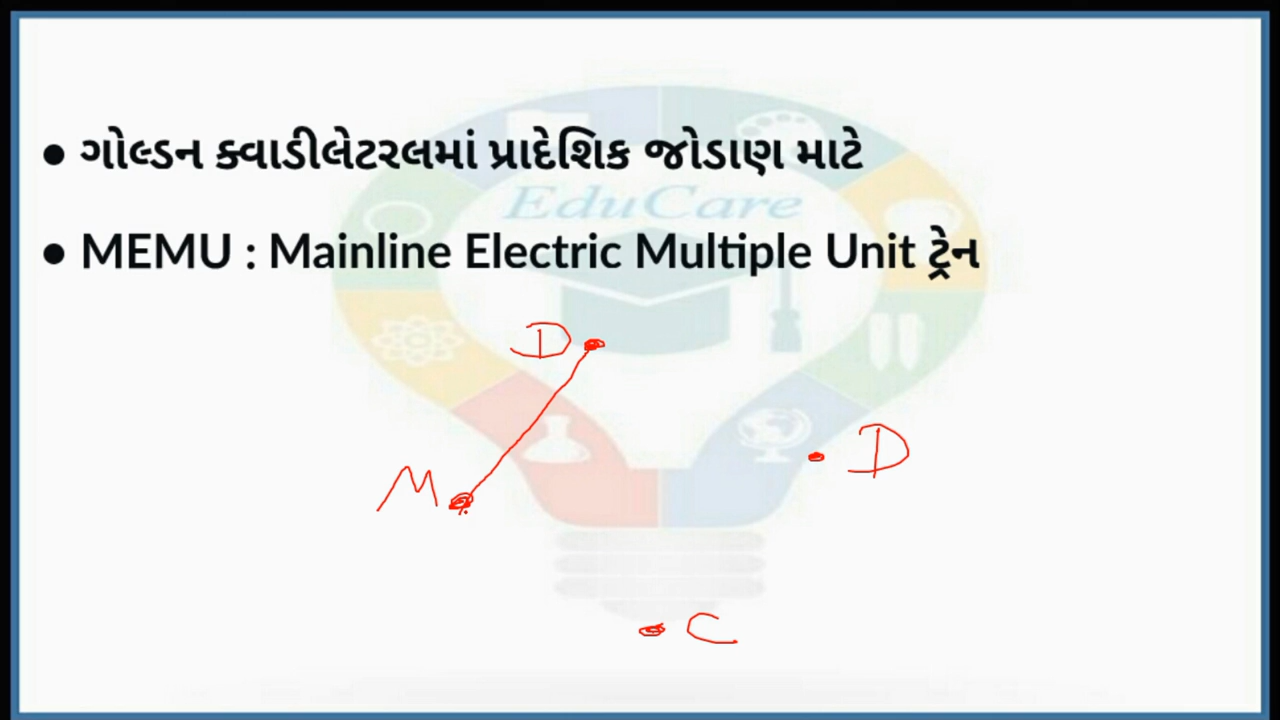 • ગોલ્ડન ક્વાડીલેટરલમાં પ્રાદેશિક જોડાણ માટે
EduCare
• MEMU : Mainline Electric Multiple Unit ટ્રેન
D
D
M
C